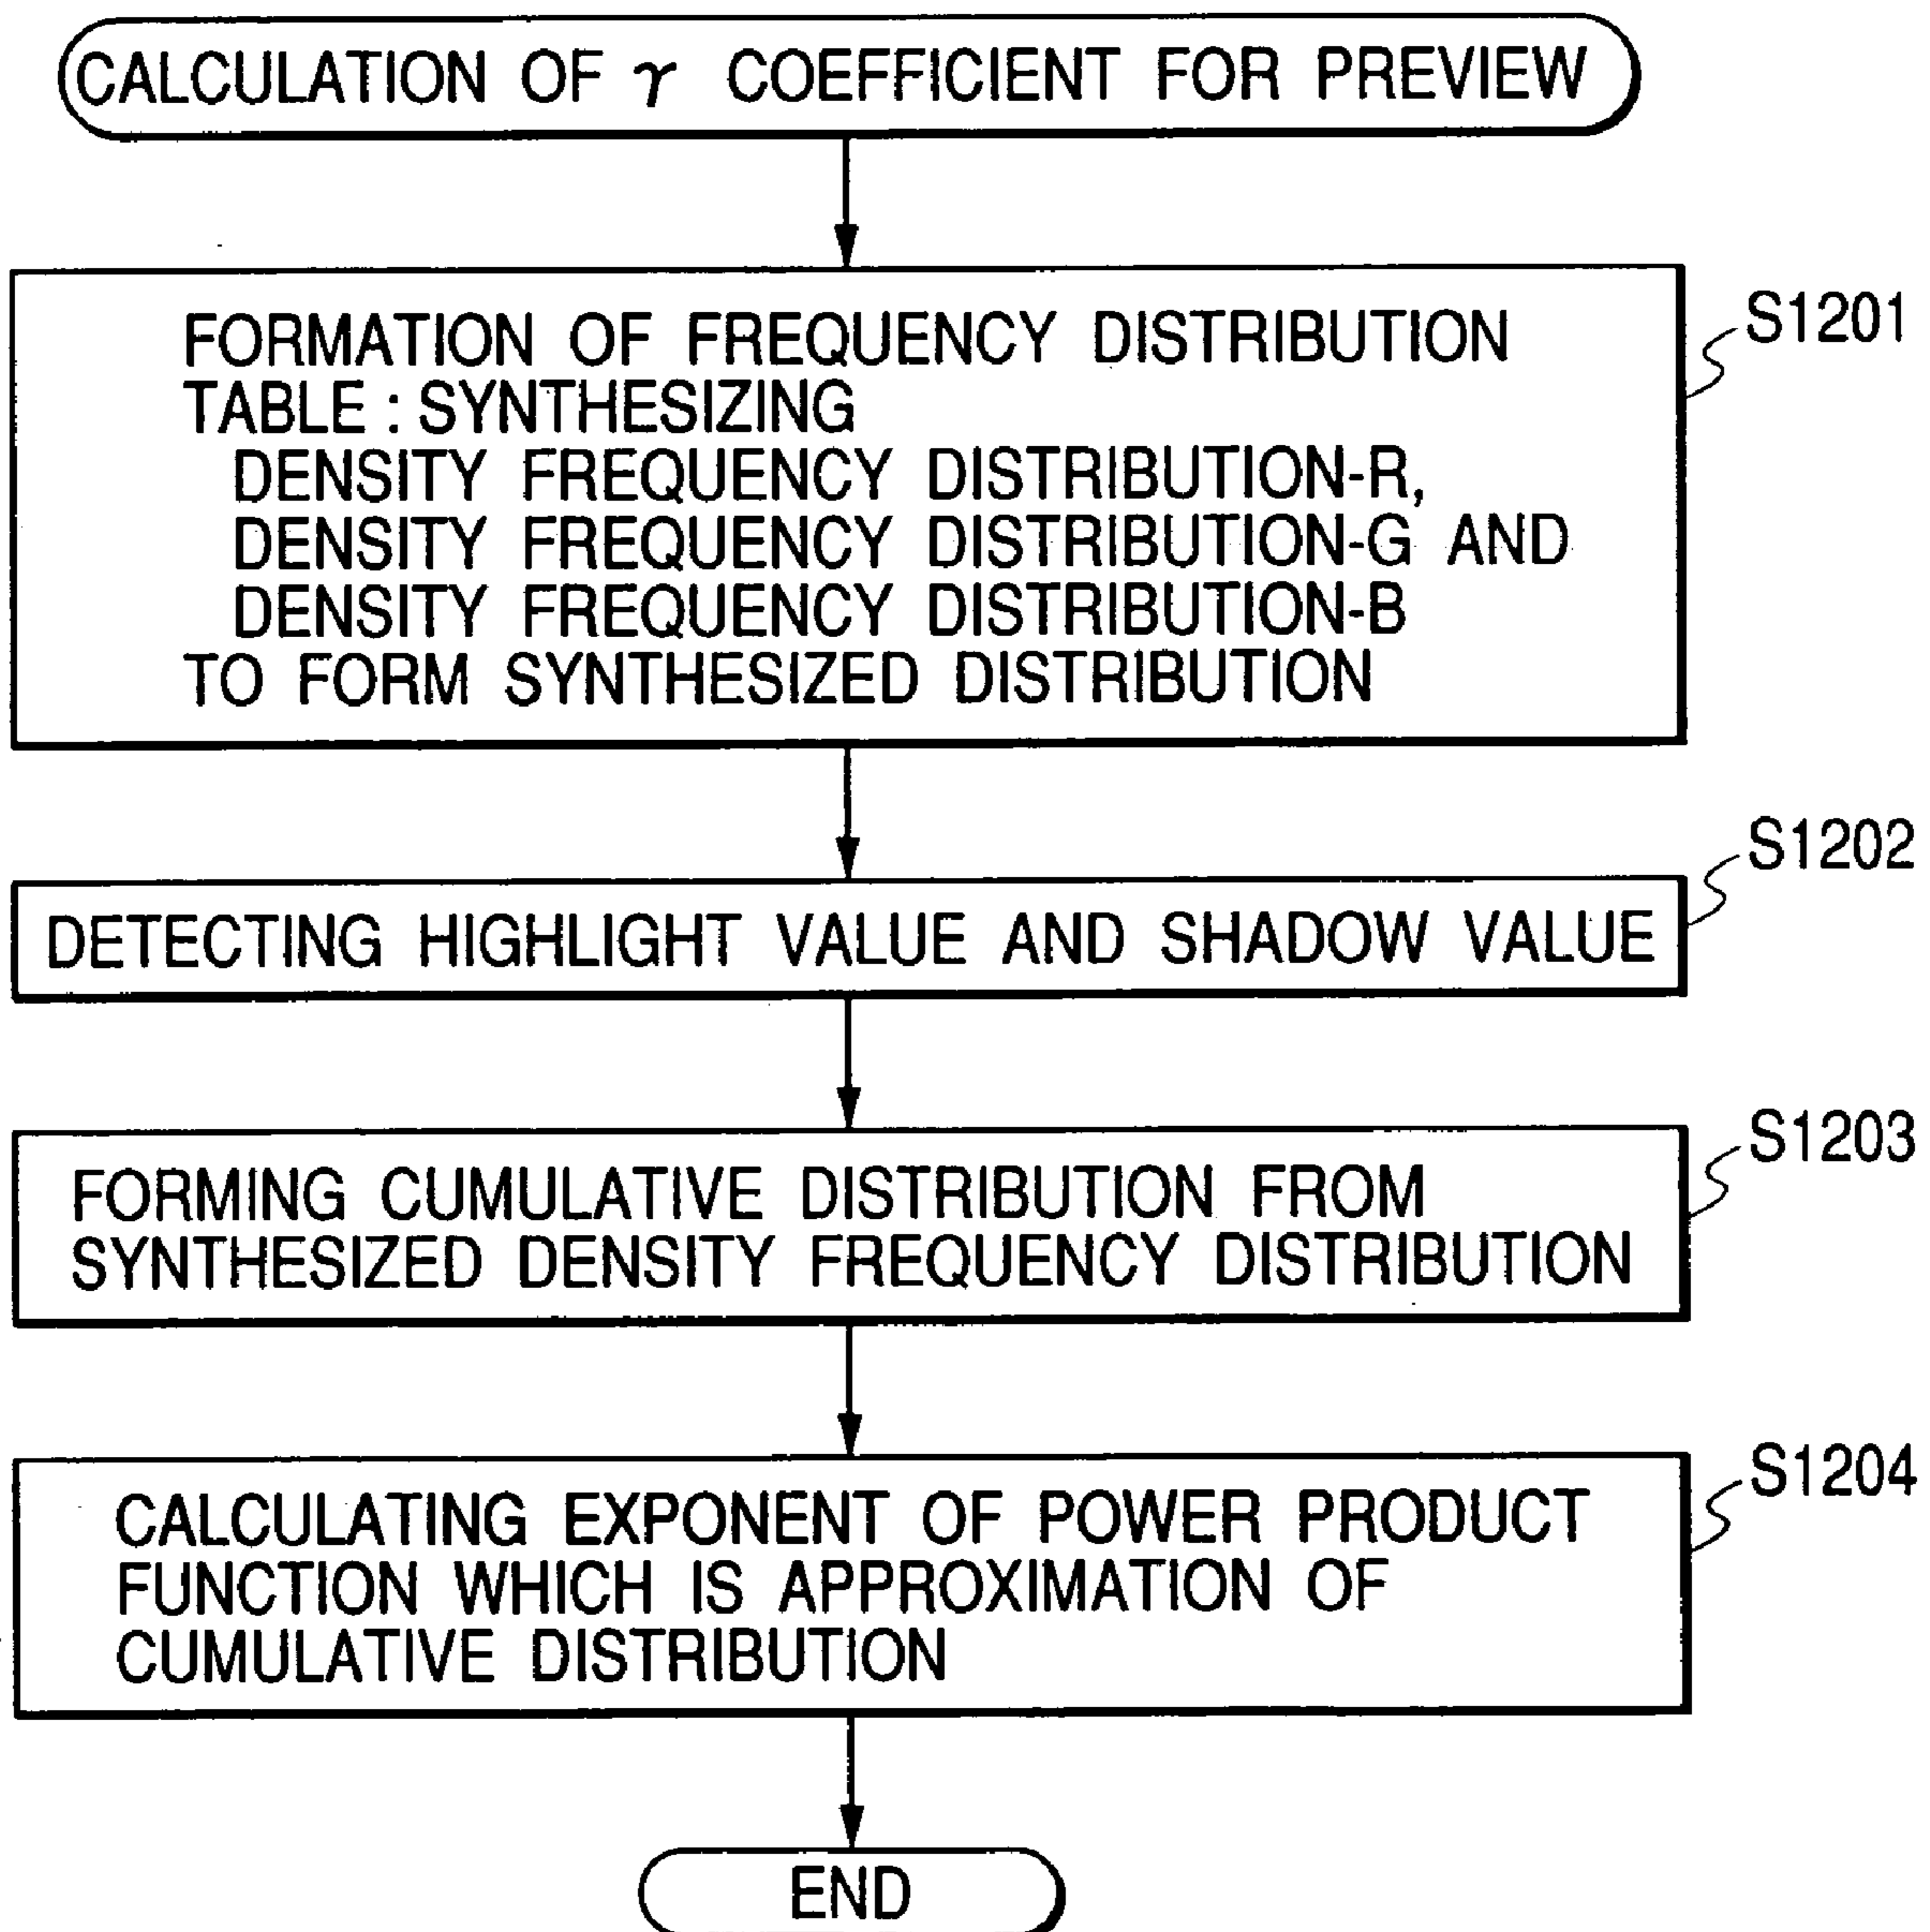 CALCULATION OF γ COEFFICIENT FOR PREVIEW
FORMATION OF FREQUENCY DISTRIBUTION
TABLE : SYNTHESIZING
DENSITY FREQUENCY DISTRIBUTION-R,
DENSITY FREQUENCY DISTRIBUTION-G AND
DENSITY FREQUENCY DISTRIBUTION-B
TO FORM SYNTHESIZED DISTRIBUTION
S1201
DETECTING HIGHLIGHT VALUE AND SHADOW VALUE
S1202
FORMING CUMULATIVE DISTRIBUTION FROM
SYNTHESIZED DENSITY FREQUENCY DISTRIBUTION
S1203
CALCULATING EXPONENT OF POWER PRODUCT
FUNCTION WHICH IS APPROXIMATION OF
CUMULATIVE DISTRIBUTION
S1204
END